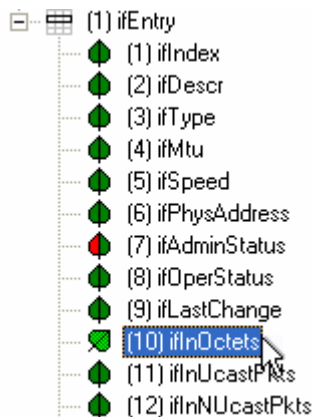 (1) ifEntry
(1) ifIndex
(2) ifDescr
(3) ifType
(4) ifMtu
(5) ifSpeed
(6) ifPhysAddress
(7) ifAdminStatus
(8) ifOperStatus
(9) ifLastChange
(10) ifInOctets
(11) ifInUcastPkts
(12) ifInNUcastPkts